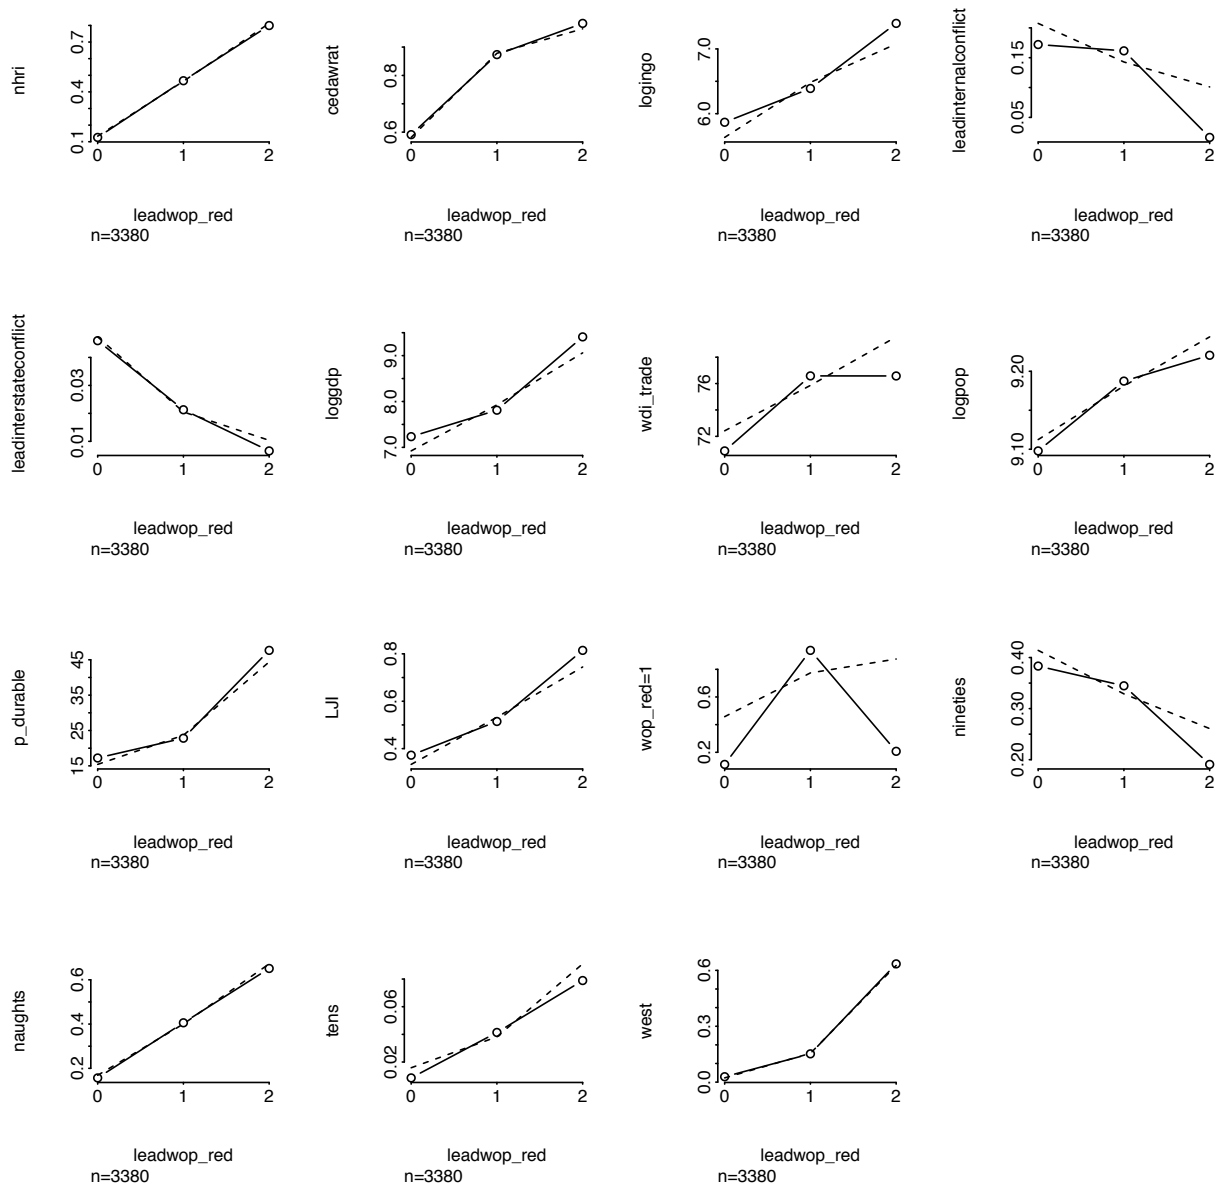 nhri
0.1 0.4 0.7
0 1 2
leadwop_red
n=3380
cedawrat
0.6 0.8
0 1 2
leadwop_red
n=3380
logingo
6.0 7.0
0 1 2
leadwop_red
n=3380
leadinternalconflict
0.05 0.15
0 1 2
leadwop_red
n=3380
leadinterstateconflict
0.01 0.03
0 1 2
leadwop_red
n=3380
loggdp
7.0 8.0 9.0
0 1 2
leadwop_red
n=3380
wdi_trade
72 76
0 1 2
leadwop_red
n=3380
logpop
9.10 9.20
0 1 2
leadwop_red
n=3380
p_durable
15 25 35 45
0 1 2
leadwop_red
n=3380
LJI
0.4 0.6 0.8
0 1 2
leadwop_red
n=3380
wop_red=1
0.2 0.6
0 1 2
leadwop_red
n=3380
nineties
0.20 0.30 0.40
0 1 2
leadwop_red
n=3380
naughts
0.2 0.4 0.6
0 1 2
leadwop_red
n=3380
tens
0.02 0.06
0 1 2
leadwop_red
n=3380
west
0.0 0.3 0.6
0 1 2
leadwop_red
n=3380